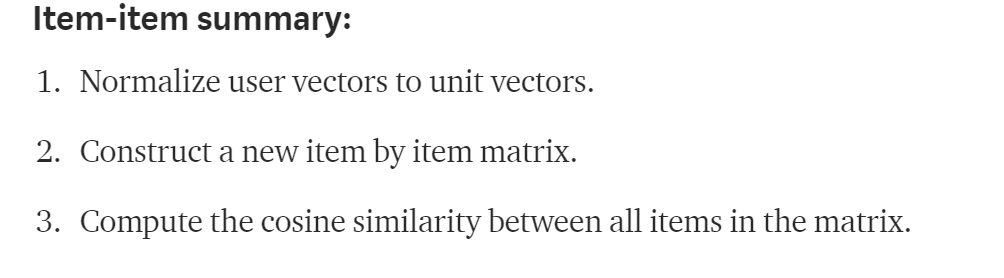 Item-item summary:
1. Normalize user vectors to unit vectors.
2. Construct a new item by item matrix.
3. Compute the cosine similarity between all items in the matrix.